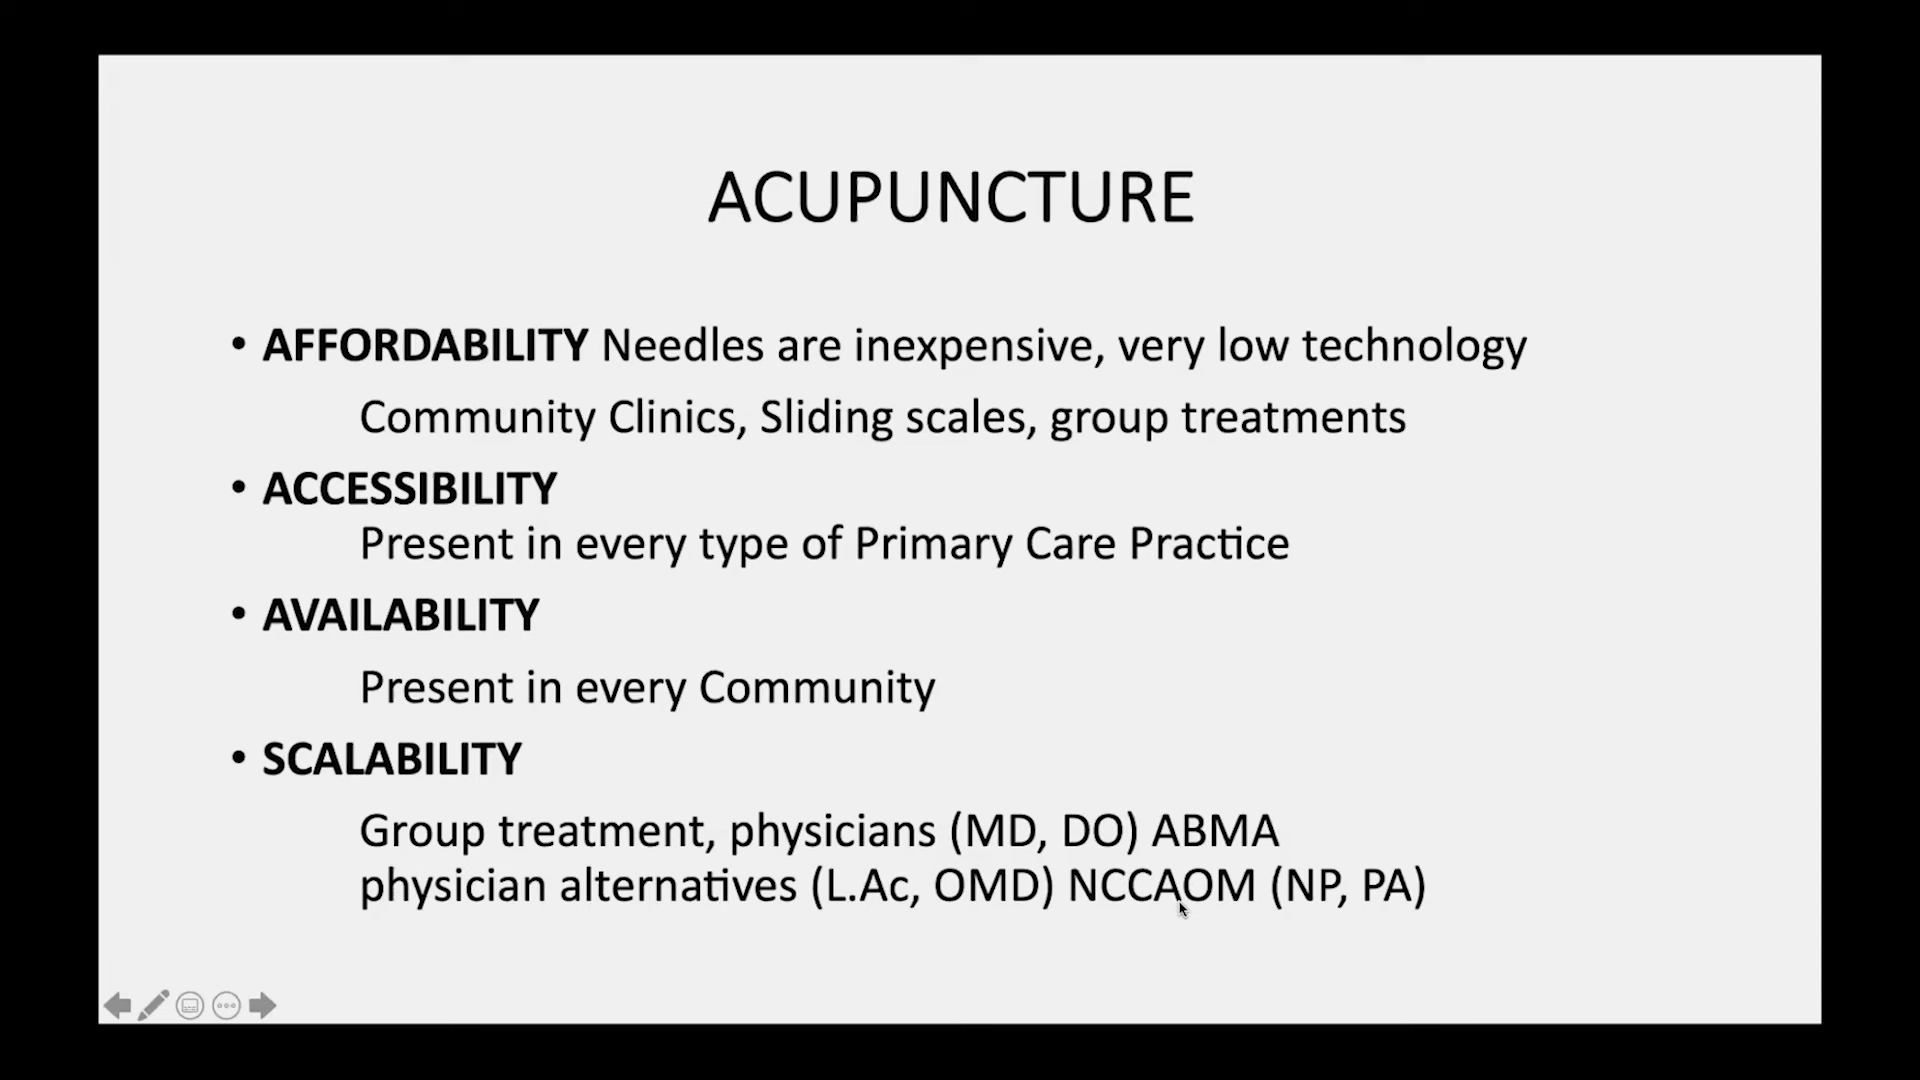 ACUPUNCTURE
• AFFORDABILITY Needles are inexpensive, very low technology
Community Clinics, Sliding scales, group treatments
• ACCESSIBILITY
Present in every type of Primary Care Practice
• AVAILABILITY
Present in every Community
• SCALABILITY
Group treatment, physicians (MD, DO) ABMA
physician alternatives (L.Ac, OMD) NCCAOM (NP, PA)